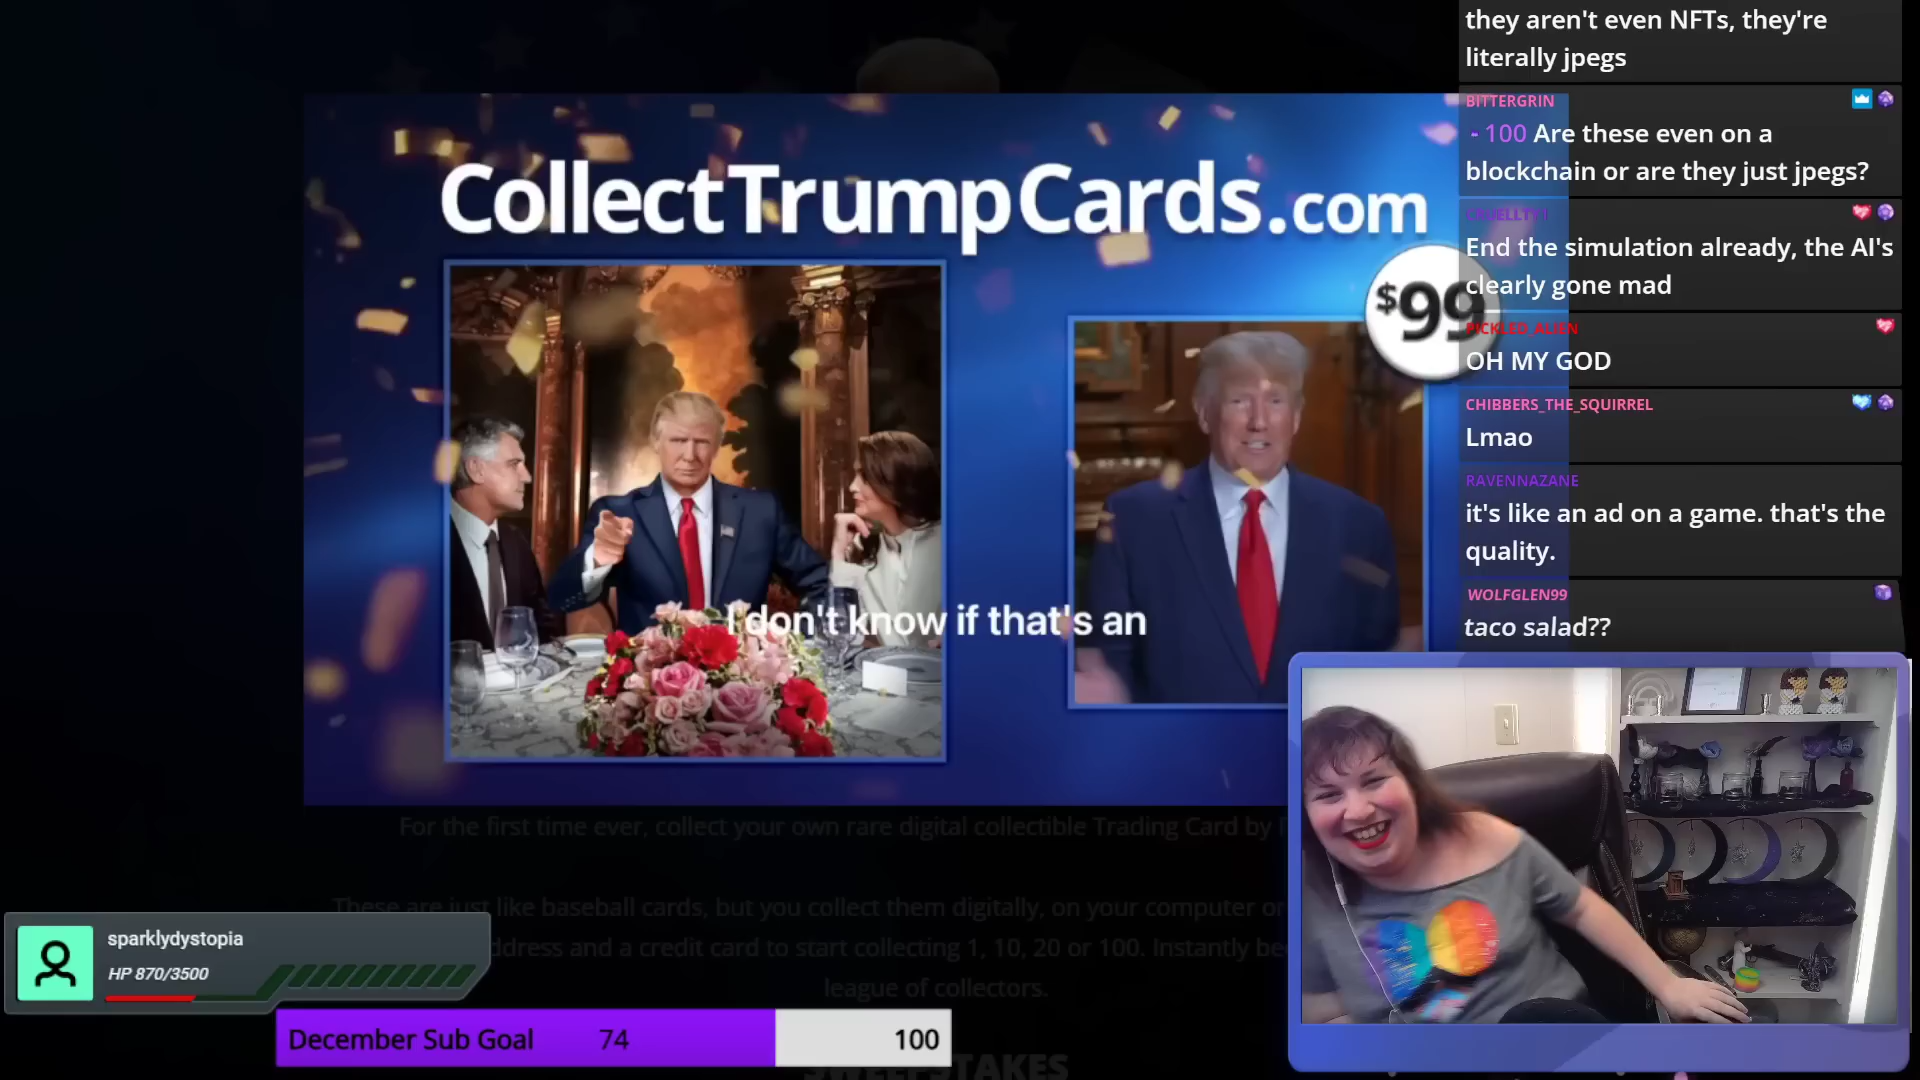 CollectTrumpCards.com
$99
I don't know if that's an
For the first time ever, collect your own rare digital collectible Trading Card by
These are just like baseball cards, but you collect them digitally, on your computer or
and a credit card to start collecting 1, 10, 20 or 100. Instantly
league of collectors.
they aren't even NFTs, they're
literally jpegs
BITTERGRIN
- 100 Are these even on a
blockchain or are they just jpegs?
End the simulation already, the AI's
clearly gone mad
PICKLED_ALIEN
OH MY GOD
CHIBBERS_THE_SQUIRREL
Lmao
RAVENNAZANE
it's like an ad on a game. that's the
quality.
WOLFGLEN99
taco salad??
sparklydystopia
HP 870/3500
December Sub Goal 74 100